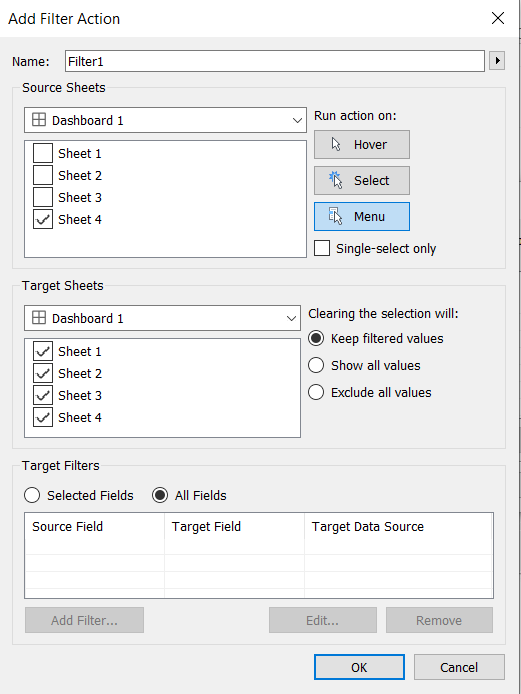 Add Filter Action
Name: Filter1
Source Sheets
Dashboard 1
Run action on:
Sheet 1
Sheet 2
Sheet 3
Sheet 4
Hover
Select
Menu
Single-select only
Target Sheets
Dashboard 1
Clearing the selection will:
Sheet 1
Sheet 2
Sheet 3
Sheet 4
Keep filtered values
Show all values
Exclude all values
Target Filters
Selected Fields All Fields
Source Field Target Field Target Data Source
Add Filter... Edit... Remove
OK Cancel